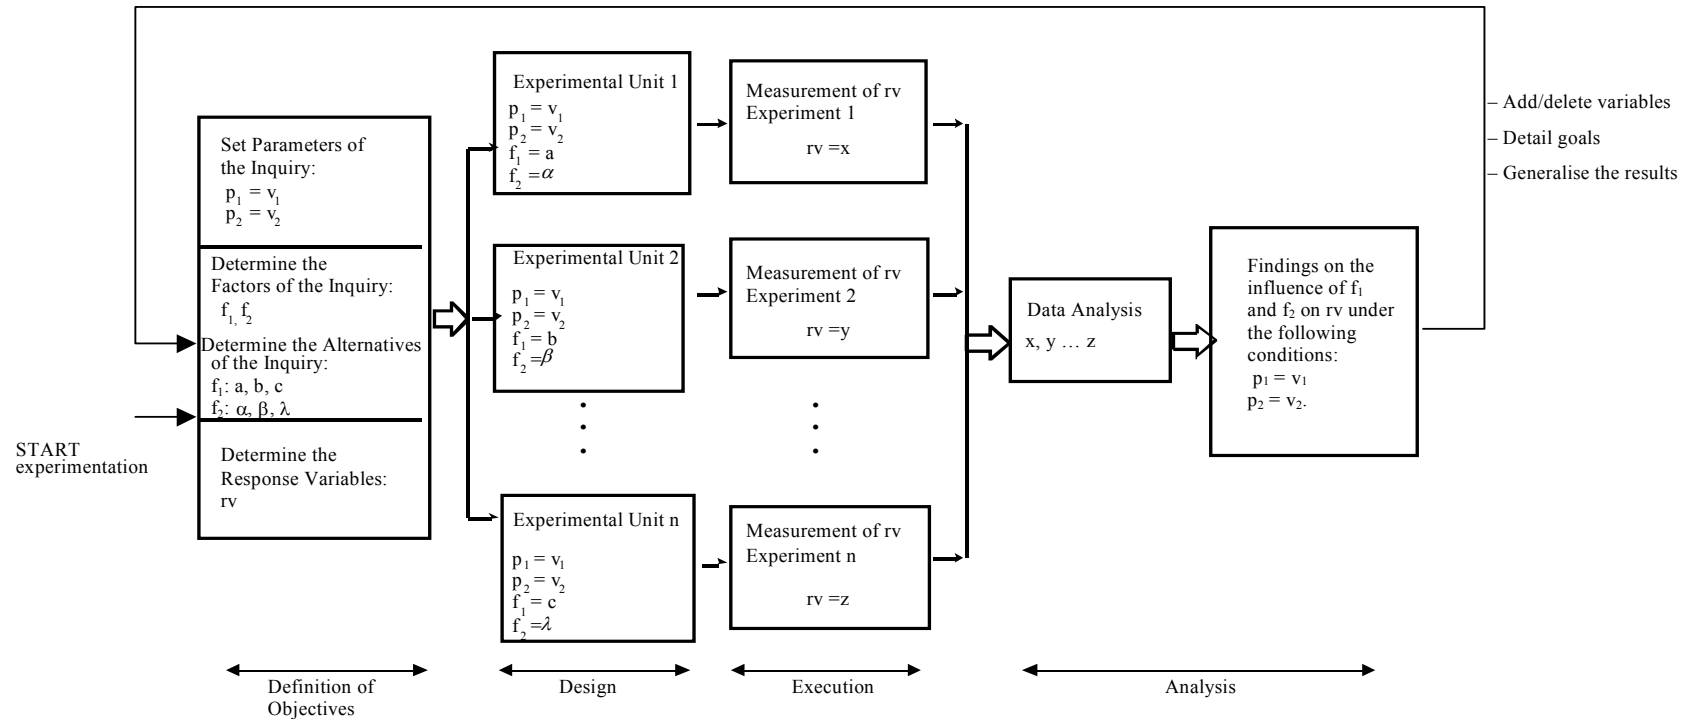 START
experimentation
Set Parameters of
the Inquiry:
p₁ = v₁
p₂ = v₂
Determine the
Factors of the Inquiry:
f₁, f₂
Determine the Alternatives
of the Inquiry:
f₁: a, b, c
f₂: α, β, λ
Determine the
Response Variables:
rv
Experimental Unit 1
p₁ = v₁
p₂ = v₂
f₁ = a
f₂ =α
Experimental Unit 2
p₁ = v₁
p₂ = v₂
f₁ = b
f₂ =β
Experimental Unit n
p₁ = v₁
p₂ = v₂
f₁ = c
f₂ =λ
Measurement of rv
Experiment 1
rv =x
Measurement of rv
Experiment 2
rv =y
Measurement of rv
Experiment n
rv =z
Data Analysis
x, y … z
Findings on the
influence of f₁
and f₂ on rv under
the following
conditions:
p₁ = v₁
p₂ = v₂.
– Add/delete variables
– Detail goals
– Generalise the results
Definition of
Objectives
Design
Execution
Analysis